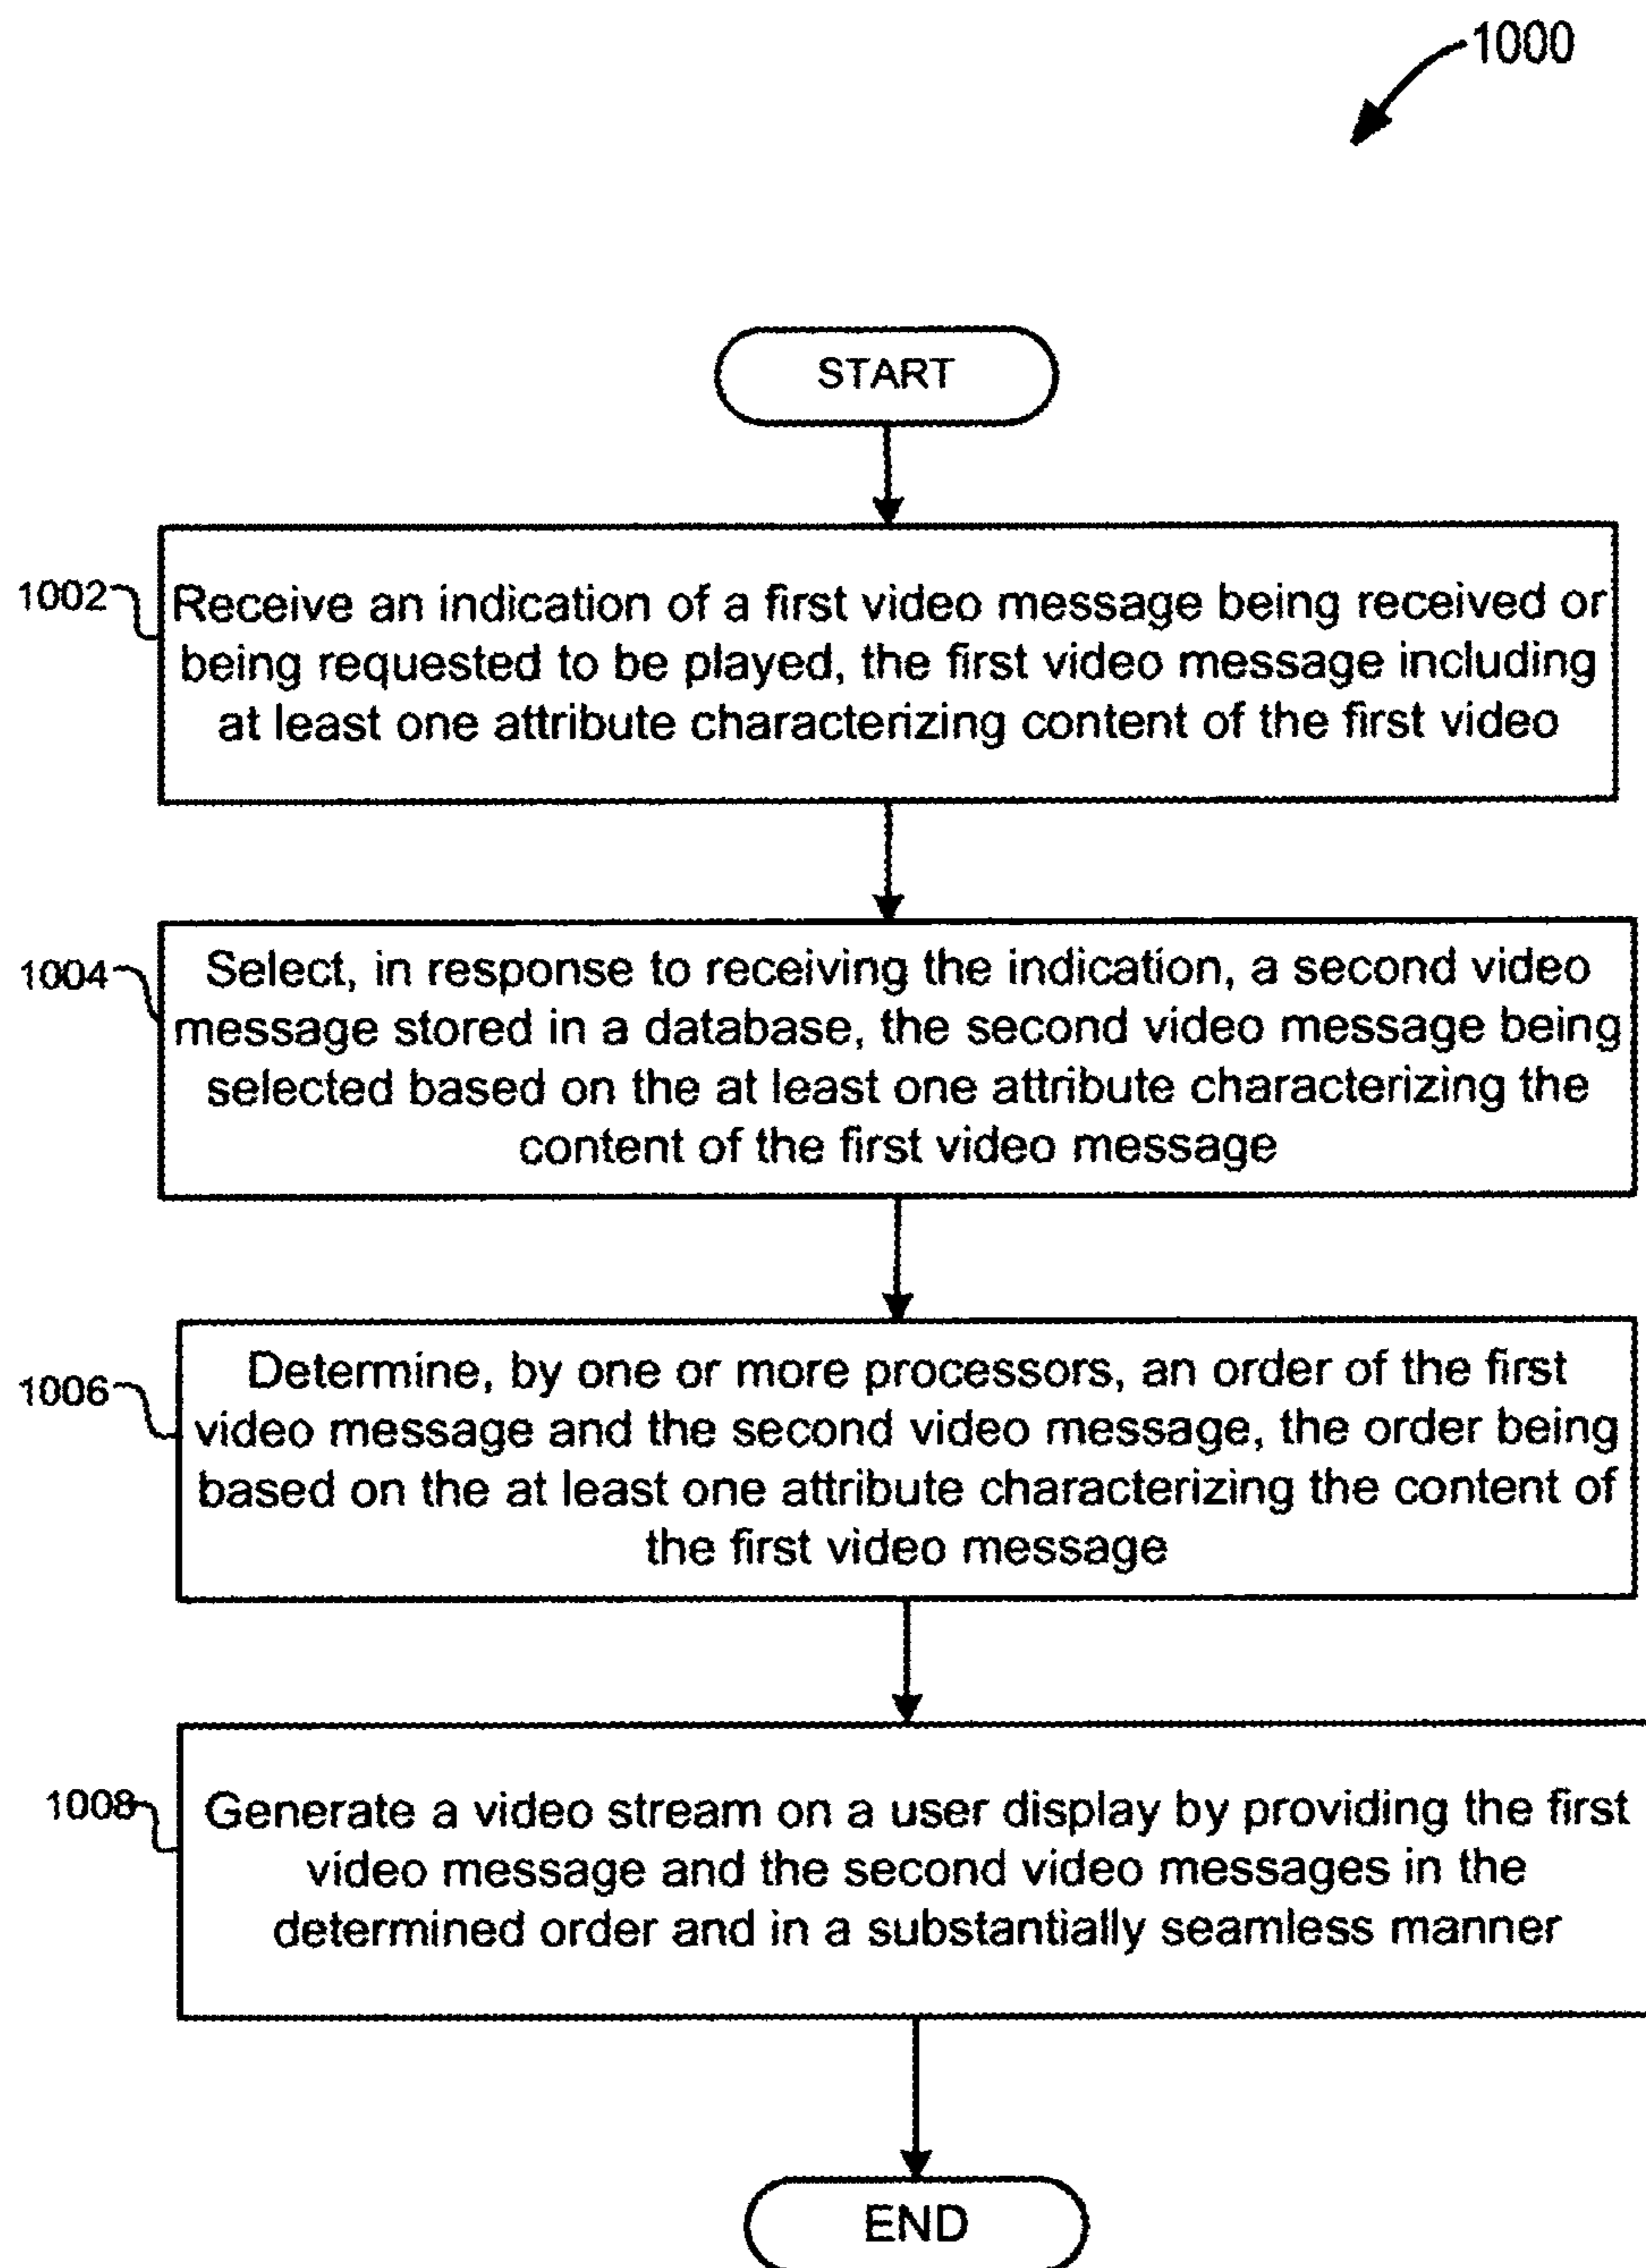 1000
START
1002
Receive an indication of a first video message being received or
being requested to be played, the first video message including
at least one attribute characterizing content of the first video
1004
Select, in response to receiving the indication, a second video
message stored in a database, the second video message being
selected based on the at least one attribute characterizing the
content of the first video message
1006
Determine, by one or more processors, an order of the first
video message and the second video message, the order being
based on the at least one attribute characterizing the content of
the first video message
1008
Generate a video stream on a user display by providing the first
video message and the second video messages in the
determined order and in a substantially seamless manner
END